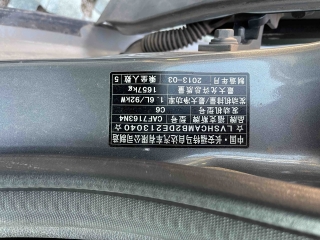 中国·长安福特马自达汽车有限公司制造
☆LVSHCAMB2DE213040☆
品牌 福克斯牌 型号 CAF7163N4
发动机型号 C6
发动机排量/最大净功率 1.6L/92kW
最大允许总质量 1657kg
制造年月 2013-03 乘坐人数 5